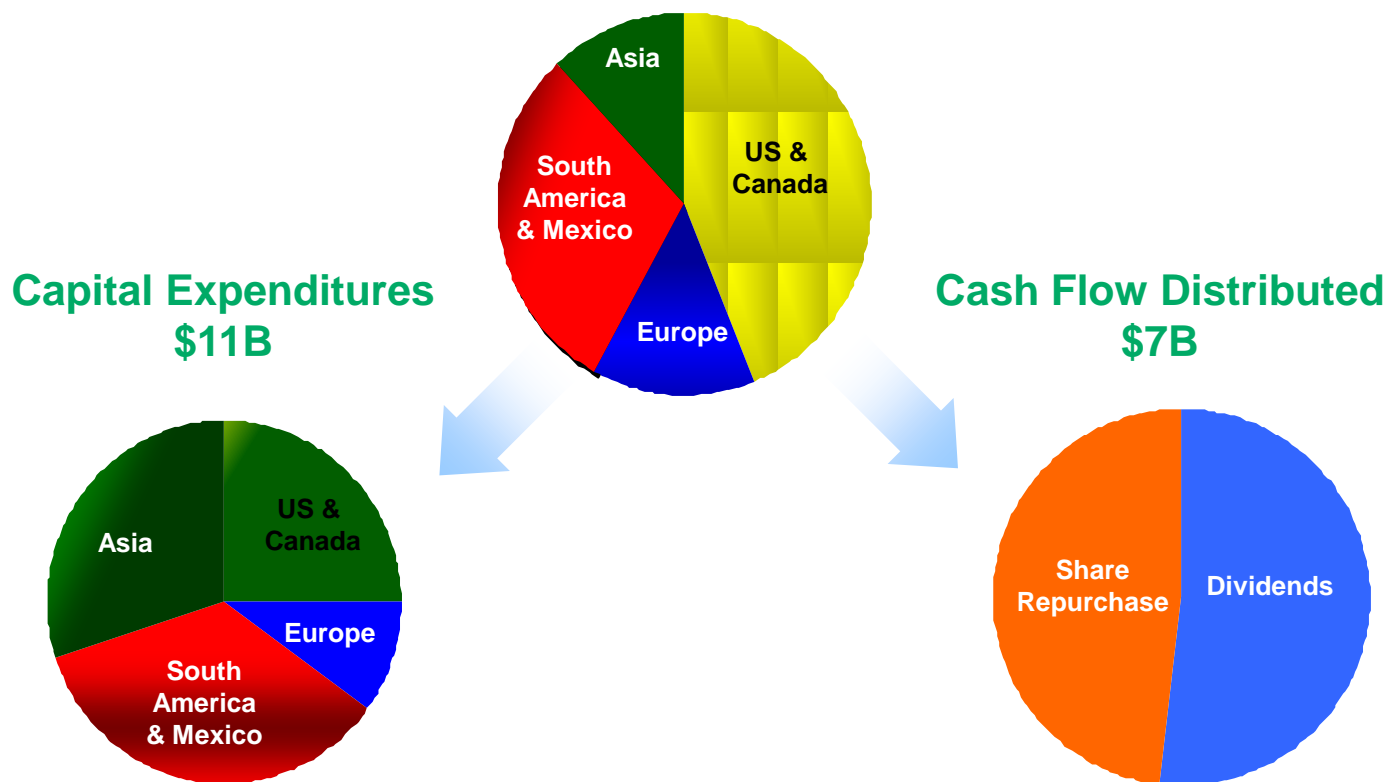 Asia
US &
Canada
South
America
& Mexico
Europe
Capital Expenditures
$11B
Cash Flow Distributed
$7B
US &
Canada
Asia
Europe
South
America
& Mexico
Share
Repurchase
Dividends